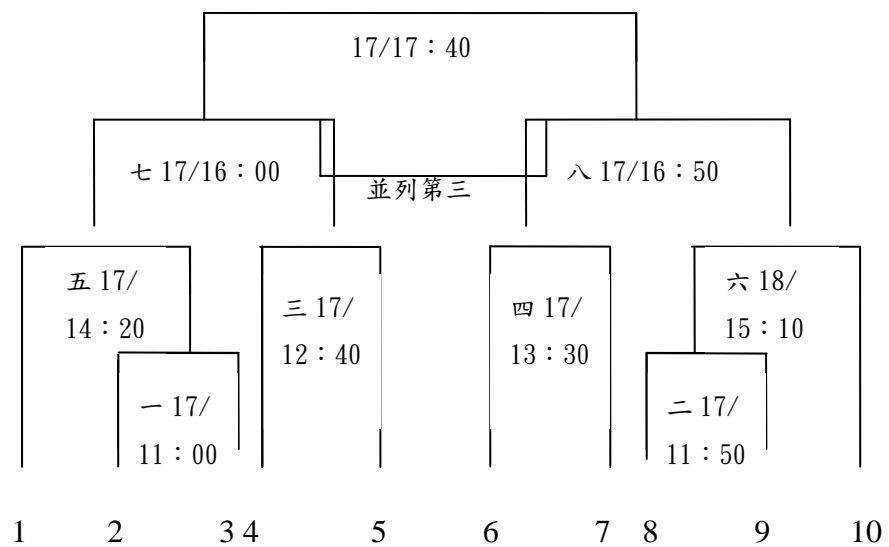 17/17：40
七 17/16：00
八 17/16：50
並列第三
五 17/
14：20
三 17/
12：40
四 17/
13：30
六 18/
15：10
一 17/
11：00
二 17/
11：50
1 2 3 4 5 6 7 8 9 10